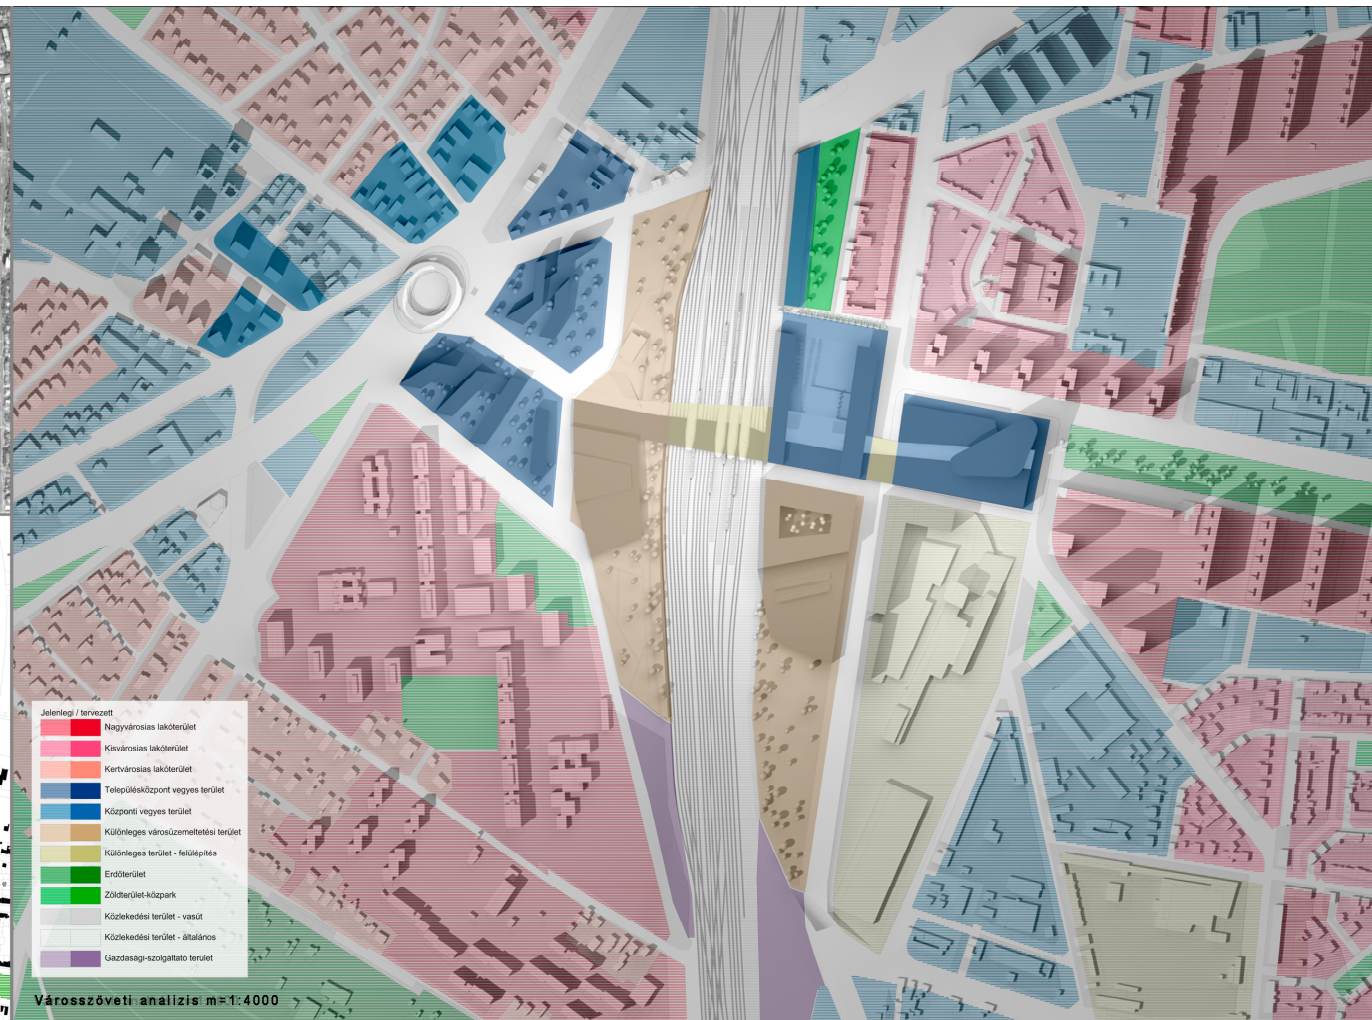 Jelenlegi / tervezett
Nagyvárosias lakóterület
Kisvárosias lakóterület
Kertvárosias lakóterület
Településközpont vegyes terület
Központi vegyes terület
Különleges városüzemeltetési terület
Különleges terület - felülépítés
Erdőterület
Zöldterület-közpark
Közlekedési terület - vasút
Közlekedési terület - általános
Gazdasági-szolgáltató terület
Városszöveti analízis m=1:4000